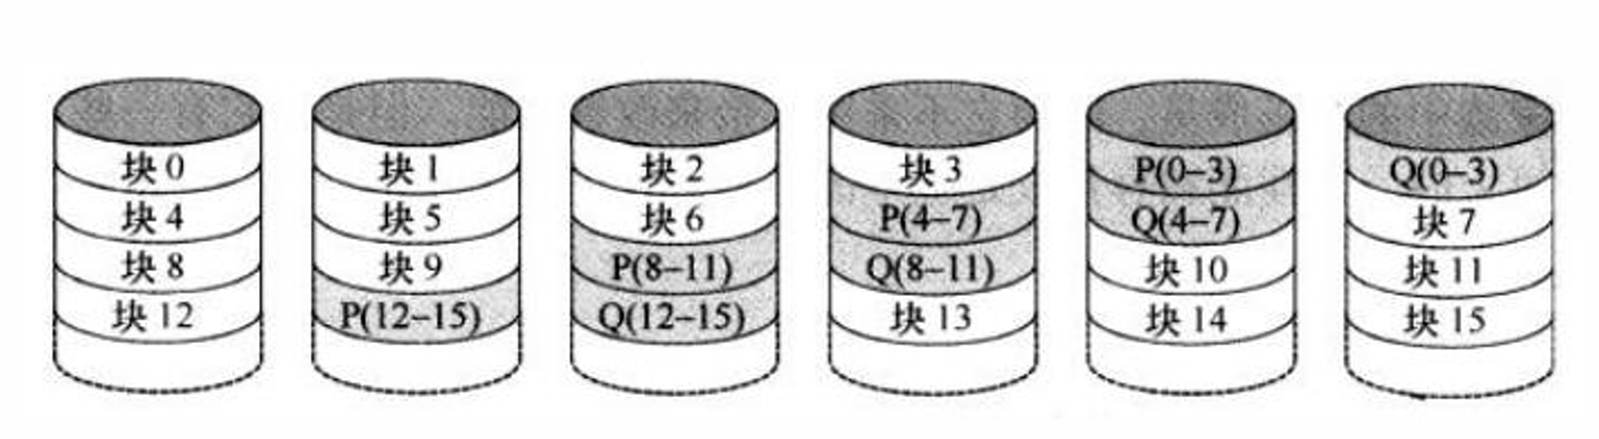 块 0 块 1 块 2 块 3 P(0–3) Q(0–3)
块 4 块 5 块 6 P(4–7) Q(4–7) 块 7
块 8 块 9 P(8–11) Q(8–11) 块 10 块 11
块 12 P(12–15) Q(12–15) 块 13 块 14 块 15